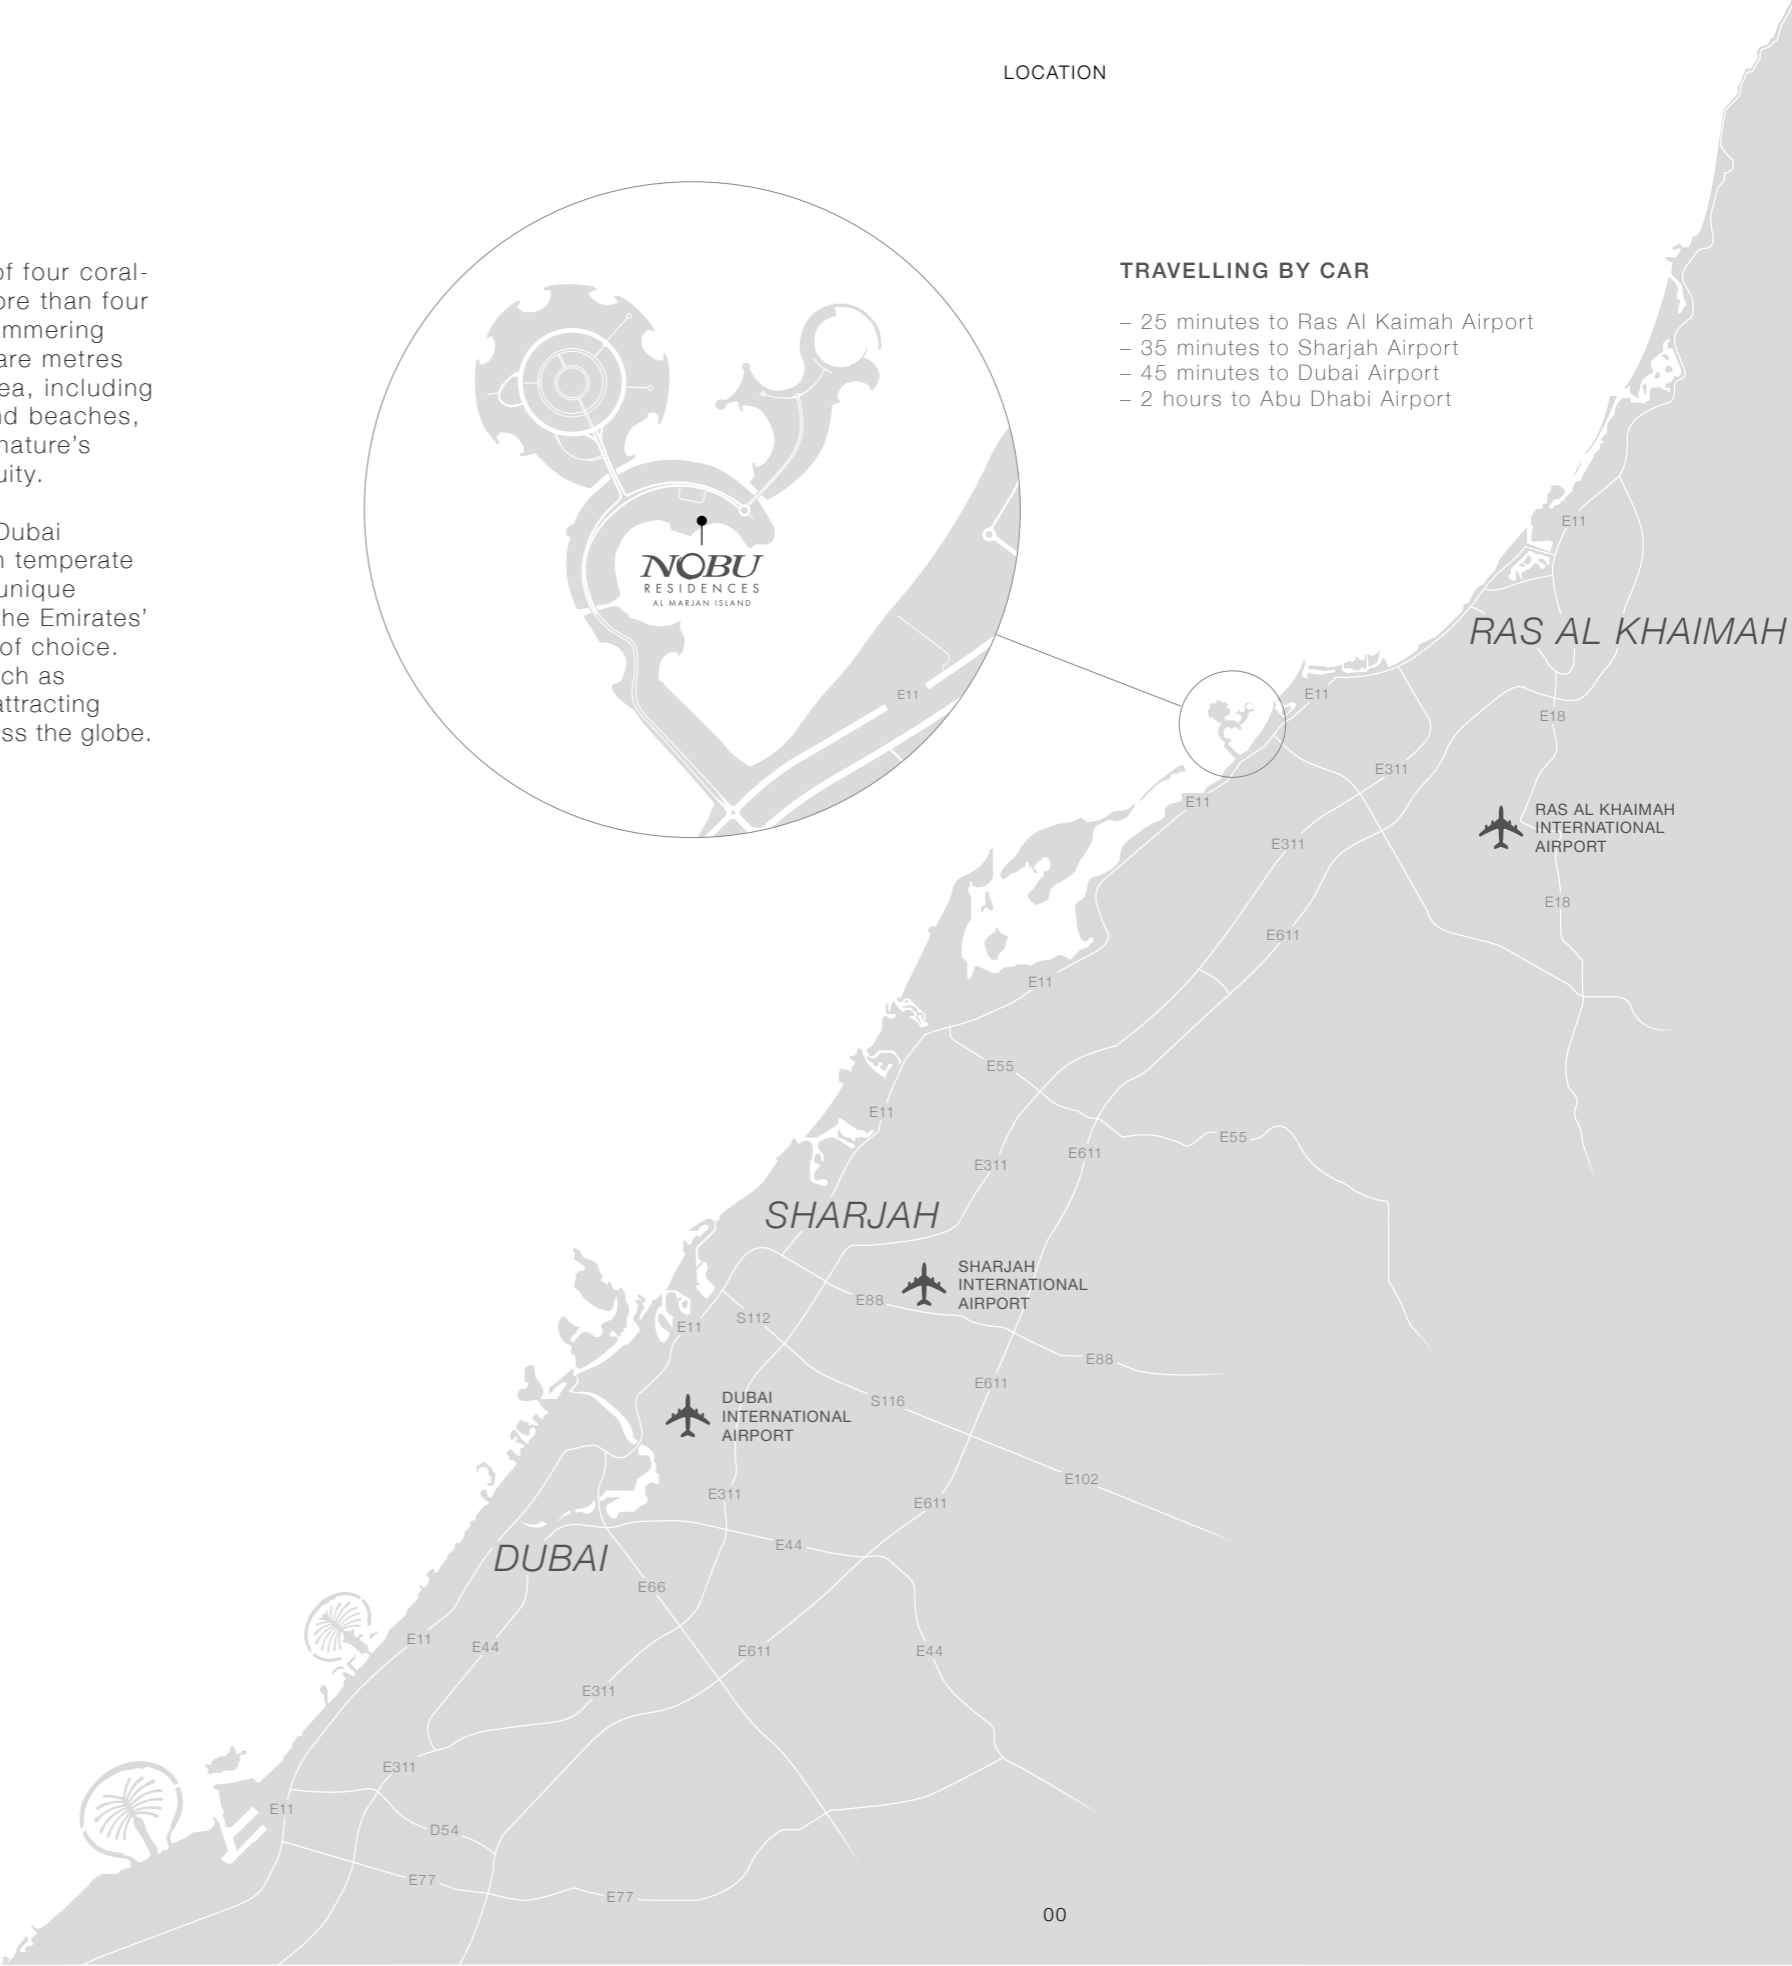 LOCATION
of four coral-
ore than four
ammering
are metres
ea, including
nd beaches,
nature's
uity.
Dubai
n temperate
unique
the Emirates'
of choice.
ch as
attracting
ss the globe.
TRAVELLING BY CAR
– 25 minutes to Ras Al Kaimah Airport
– 35 minutes to Sharjah Airport
– 45 minutes to Dubai Airport
– 2 hours to Abu Dhabi Airport
NOBU
RESIDENCES
AL MARJAN ISLAND
E11
E11
RAS AL KHAIMAH
E11
E18
E311
E11
RAS AL KHAIMAH
INTERNATIONAL
AIRPORT
E311
E18
E611
E11
E55
E11
E55
E611
E311
SHARJAH
SHARJAH
INTERNATIONAL
AIRPORT
E88
S112
E11
E88
E611
S116
DUBAI
INTERNATIONAL
AIRPORT
E102
E311
E611
E44
DUBAI
E66
E11
E44
E611
E44
E311
E311
E11
D54
E77
E77
00